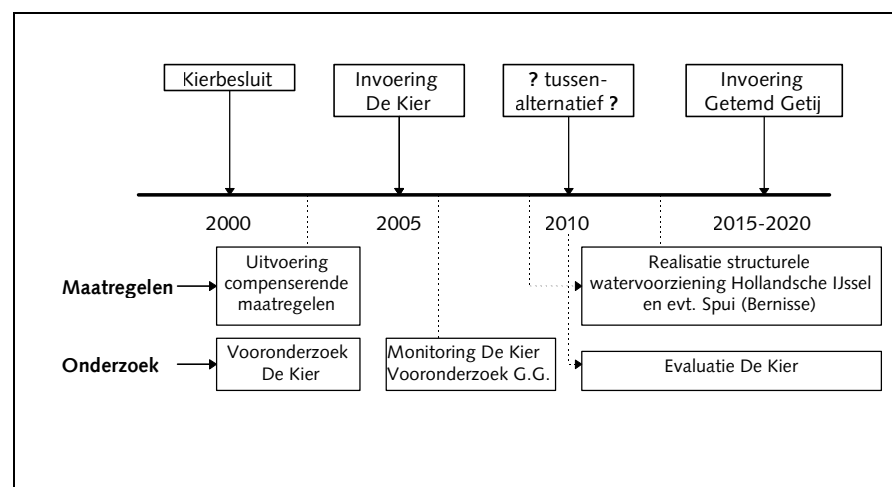 Kierbesluit
Invoering
De Kier
? tussen-
alternatief ?
Invoering
Getemd Getij
2000
2005
2010
2015-2020
Maatregelen
Uitvoering
compenserende
maatregelen
Realisatie structurele
watervoorziening Hollandsche IJssel
en evt. Spui (Bernisse)
Onderzoek
Vooronderzoek
De Kier
Monitoring De Kier
Vooronderzoek G.G.
Evaluatie De Kier